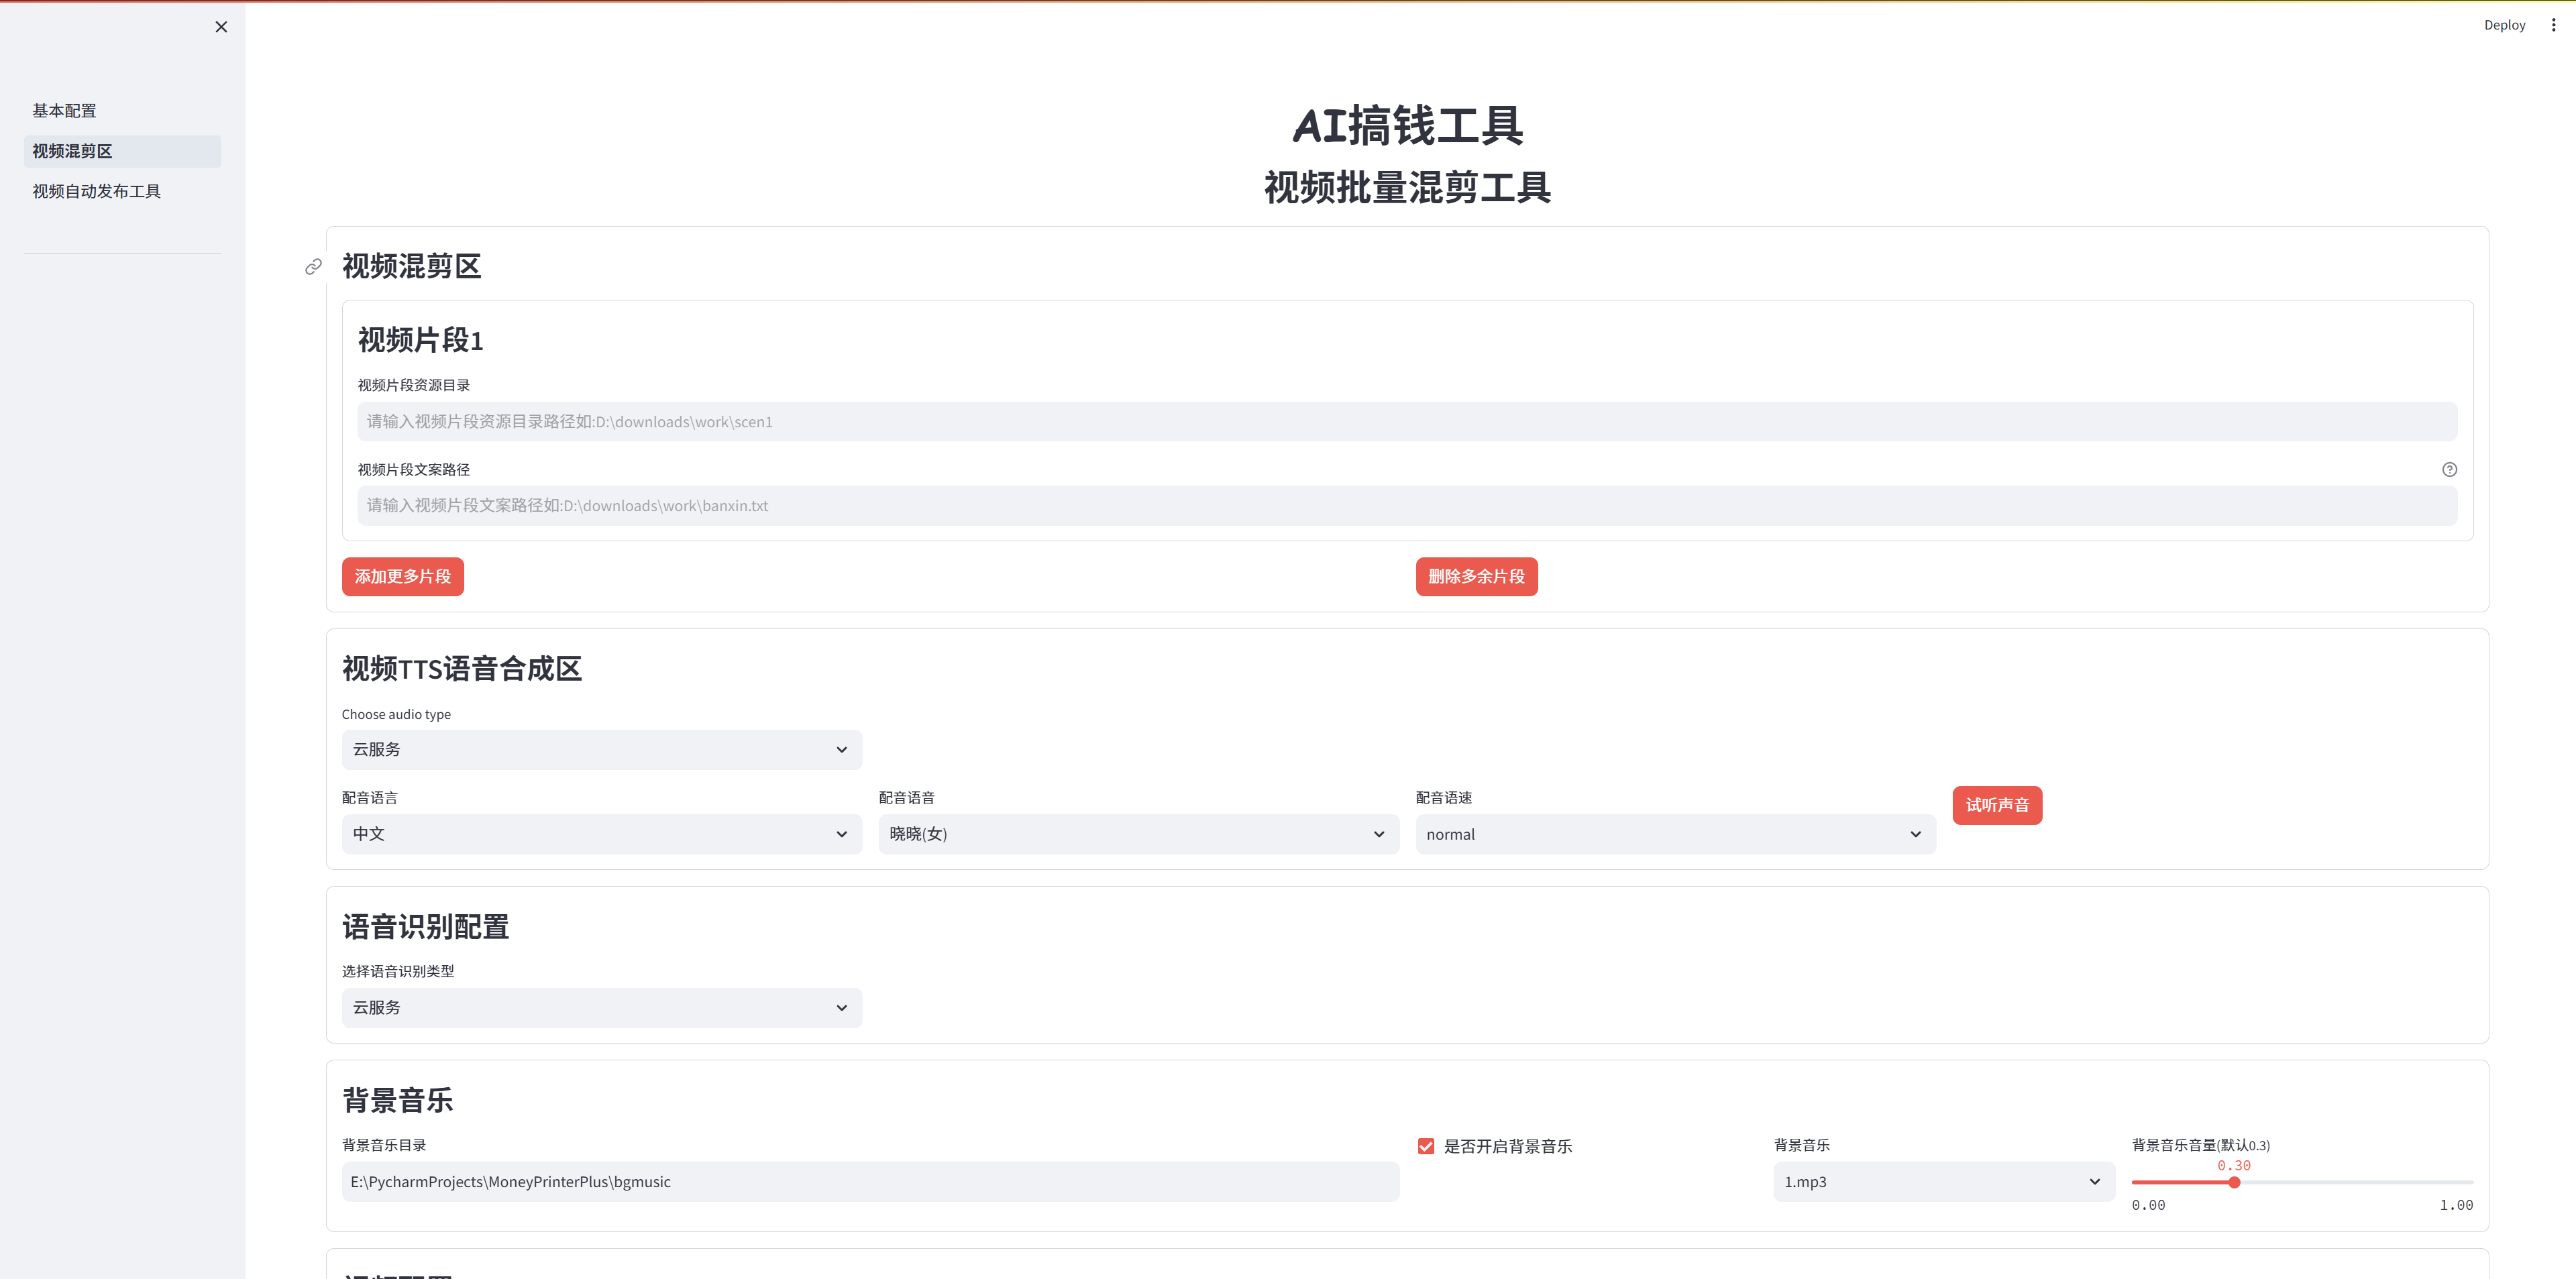 Deploy
基本配置
视频混剪区
视频自动发布工具
AI搞钱工具
视频批量混剪工具
视频混剪区
视频片段1
视频片段资源目录
请输入视频片段资源目录路径如:D:\downloads\work\scen1
视频片段文案路径
请输入视频片段文案路径如:D:\downloads\work\banxin.txt
添加更多片段
删除多余片段
视频TTS语音合成区
Choose audio type
云服务
配音语言
配音语音
配音语速
试听声音
中文
晓晓(女)
normal
语音识别配置
选择语音识别类型
云服务
背景音乐
背景音乐目录
是否开启背景音乐
背景音乐
背景音乐音量(默认0.3)
0.30
E:\PycharmProjects\MoneyPrinterPlus\bgmusic
1.mp3
0.00
1.00